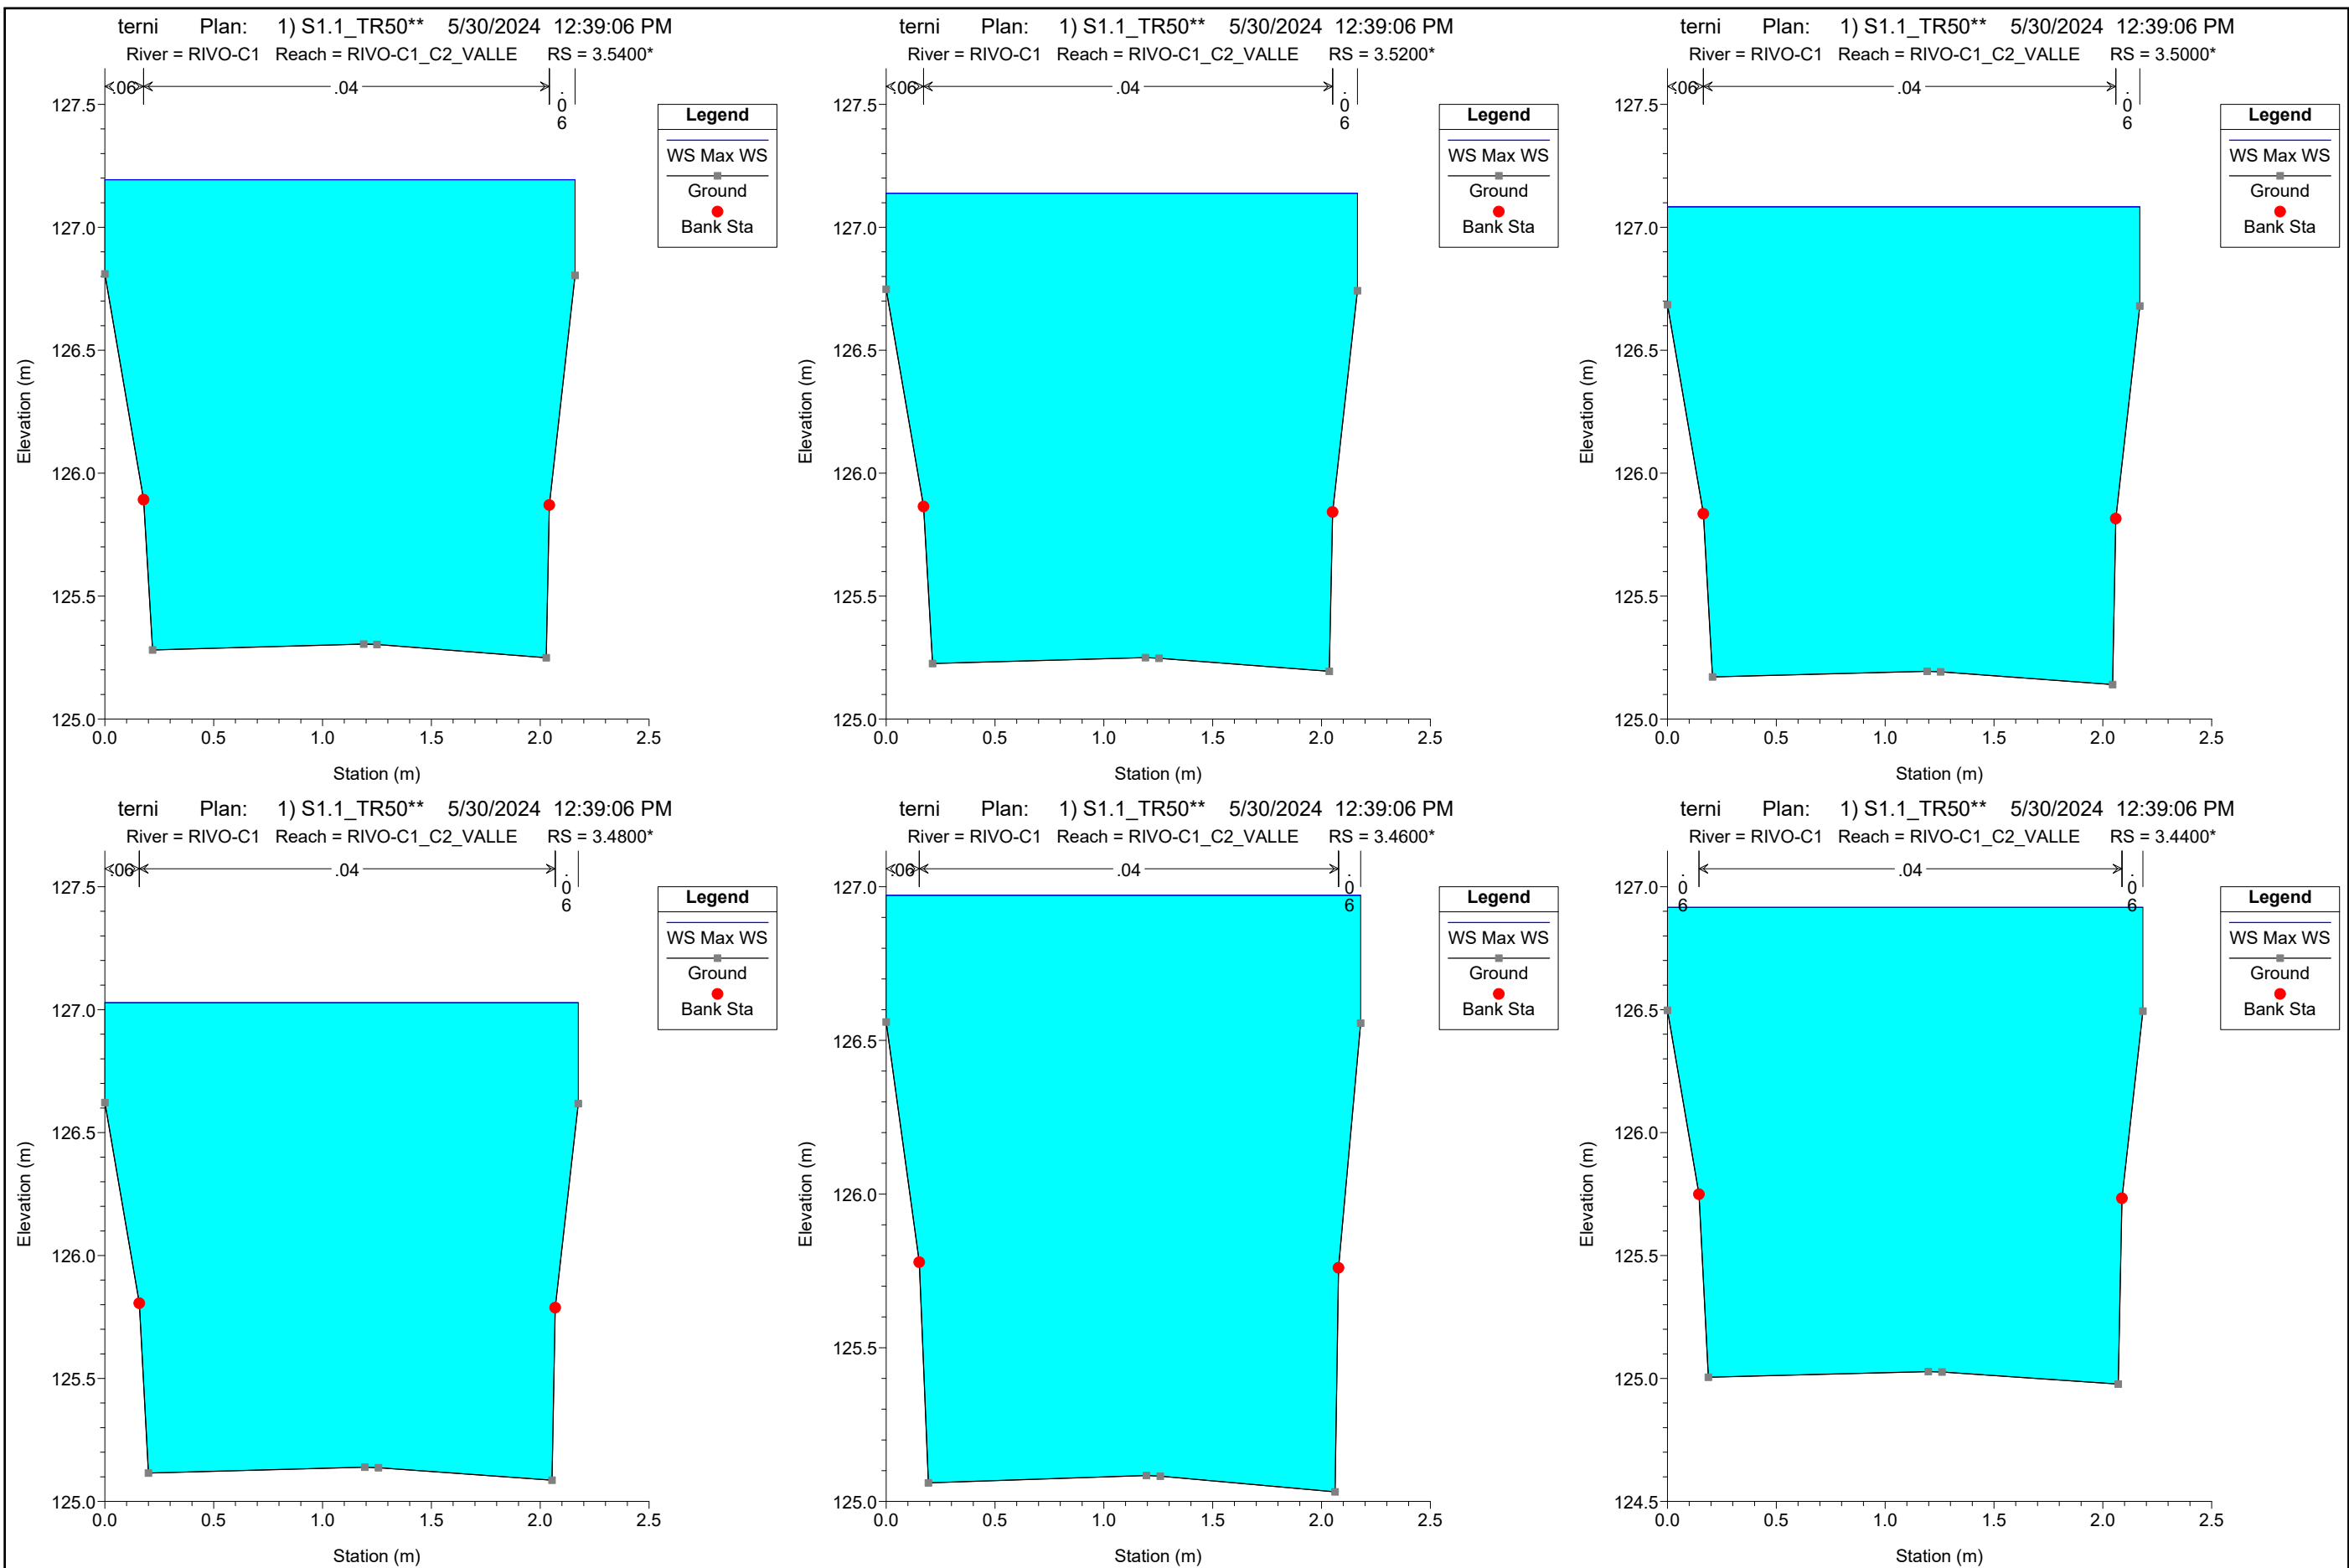 terni Plan: 1) S1.1_TR50** 5/30/2024 12:39:06 PM
River = RIVO-C1 Reach = RIVO-C1_C2_VALLE RS = 3.5400*
.06
.04
.06
127.5
127.0
126.5
126.0
125.5
125.0
0.0 0.5 1.0 1.5 2.0 2.5
Station (m)
Elevation (m)
Legend
WS Max WS
Ground
Bank Sta
terni Plan: 1) S1.1_TR50** 5/30/2024 12:39:06 PM
River = RIVO-C1 Reach = RIVO-C1_C2_VALLE RS = 3.5200*
.06
.04
.06
127.5
127.0
126.5
126.0
125.5
125.0
0.0 0.5 1.0 1.5 2.0 2.5
Station (m)
Elevation (m)
Legend
WS Max WS
Ground
Bank Sta
terni Plan: 1) S1.1_TR50** 5/30/2024 12:39:06 PM
River = RIVO-C1 Reach = RIVO-C1_C2_VALLE RS = 3.5000*
.06
.04
.06
127.5
127.0
126.5
126.0
125.5
125.0
0.0 0.5 1.0 1.5 2.0 2.5
Station (m)
Elevation (m)
Legend
WS Max WS
Ground
Bank Sta
terni Plan: 1) S1.1_TR50** 5/30/2024 12:39:06 PM
River = RIVO-C1 Reach = RIVO-C1_C2_VALLE RS = 3.4800*
.06
.04
.06
127.5
127.0
126.5
126.0
125.5
125.0
0.0 0.5 1.0 1.5 2.0 2.5
Station (m)
Elevation (m)
Legend
WS Max WS
Ground
Bank Sta
terni Plan: 1) S1.1_TR50** 5/30/2024 12:39:06 PM
River = RIVO-C1 Reach = RIVO-C1_C2_VALLE RS = 3.4600*
.06
.04
.06
127.0
126.5
126.0
125.5
125.0
0.0 0.5 1.0 1.5 2.0 2.5
Station (m)
Elevation (m)
Legend
WS Max WS
Ground
Bank Sta
terni Plan: 1) S1.1_TR50** 5/30/2024 12:39:06 PM
River = RIVO-C1 Reach = RIVO-C1_C2_VALLE RS = 3.4400*
.06
.04
.06
127.0
126.5
126.0
125.5
125.0
124.5
0.0 0.5 1.0 1.5 2.0 2.5
Station (m)
Elevation (m)
Legend
WS Max WS
Ground
Bank Sta